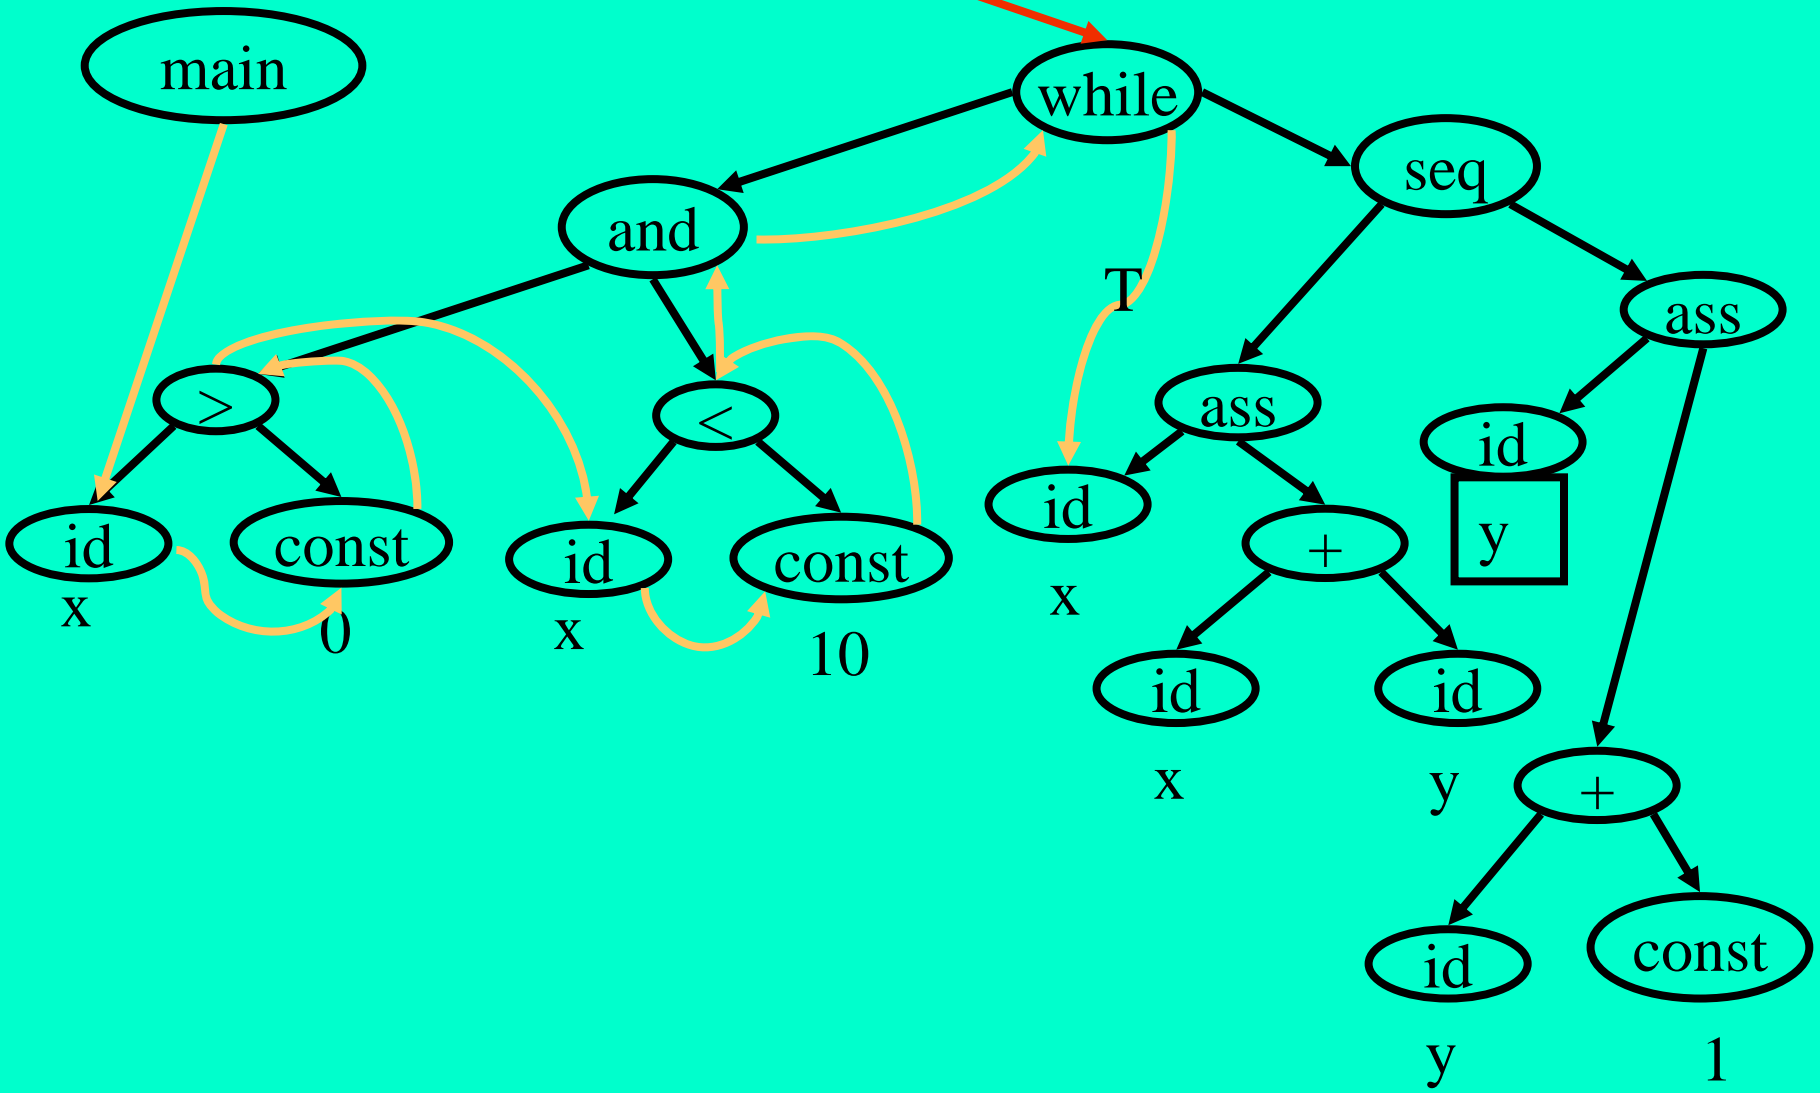 main
while
seq
and
T
ass
>
<
ass
id
y
id
const
id
const
id
+
x
0
x
10
x
id
id
x
y
+
id
const
y
1